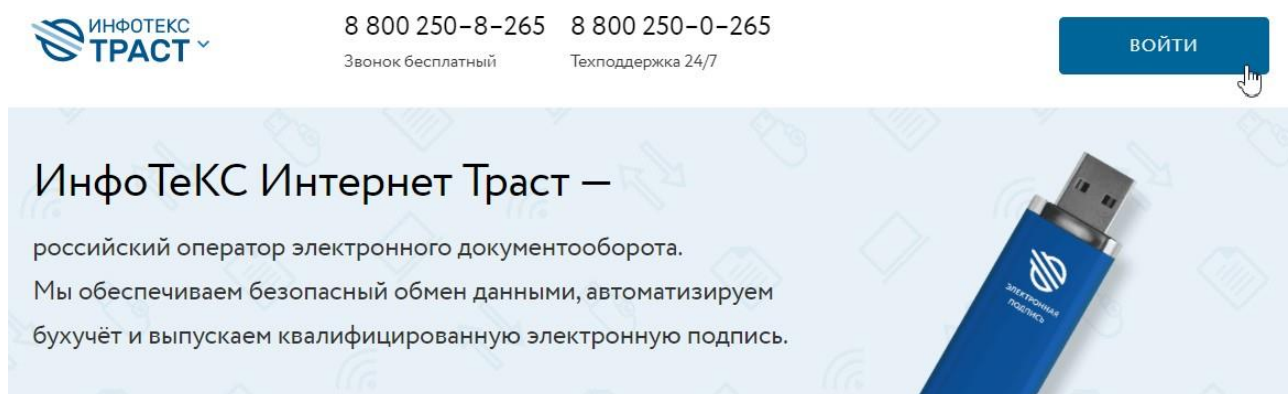 ИНФОТЕКС
ТРАСТ
8 800 250-8-265
Звонок бесплатный
8 800 250-0-265
Техподдержка 24/7
ВОЙТИ
ИнфоТеКС Интернет Траст —
российский оператор электронного документооборота.
Мы обеспечиваем безопасный обмен данными, автоматизируем
бухучёт и выпускаем квалифицированную электронную подпись.
ЭЛЕКТРОННАЯ
ПОДПИСЬ